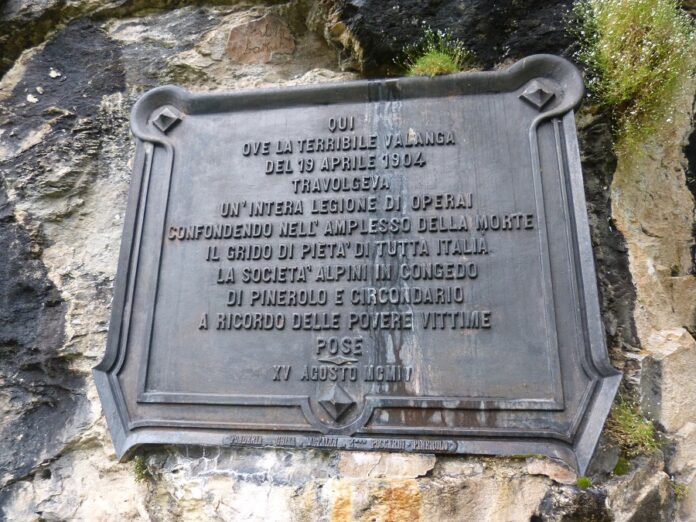 QUI
OVE LA TERRIBILE VALANGA
DEL 19 APRILE 1904
TRAVOLGEVA
UN'INTERA LEGIONE DI OPERAI
CONFONDENDO NELL'AMPLESSO DELLA MORTE
IL GRIDO DI PIETA' DI TUTTA ITALIA
LA SOCIETA' ALPINI IN CONGEDO
DI PINEROLO E CIRCONDARIO
A RICORDO DELLE POVERE VITTIME
POSE
XV AGOSTO
FONDERIA
PINEROLO